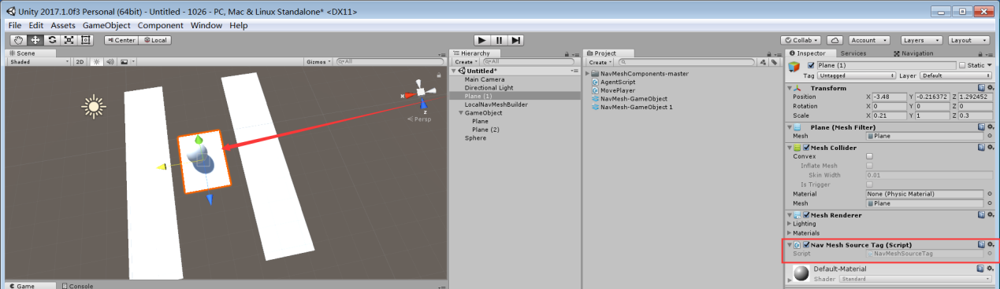 Unity 2017.1.0f3 Personal (64bit) - Untitled - 1026 - PC, Mac & Linux Standalone* <DX11>
File Edit Assets GameObject Component Window Help
Center Local Collab Account Layers Layout
Scene
Shaded 2D Gizmos All
x
z
Persp
Game Console
Hierarchy
Create All
Untitled*
Main Camera
Directional Light
Plane (1)
LocalNavMeshBuilder
GameObject
Plane
Plane (2)
Sphere
Project
Create
NavMeshComponents-master
AgentScript
MovePlayer
NavMesh-GameObject
NavMesh-GameObject 1
Inspector Services Navigation
Plane (1) Static
Tag Untagged Layer Default
Transform
Position X -3.48 Y -0.216372 Z 1.292452
Rotation X 0 Y 0 Z 0
Scale X 0.21 Y 1 Z 0.3
Plane (Mesh Filter)
Mesh Plane
Mesh Collider
Convex
Inflate Mesh
Skin Width 0.01
Is Trigger
Material None (Physic Material)
Mesh Plane
Mesh Renderer
Lighting
Materials
Nav Mesh Source Tag (Script)
Script NavMeshSourceTag
Default-Material
Shader Standard